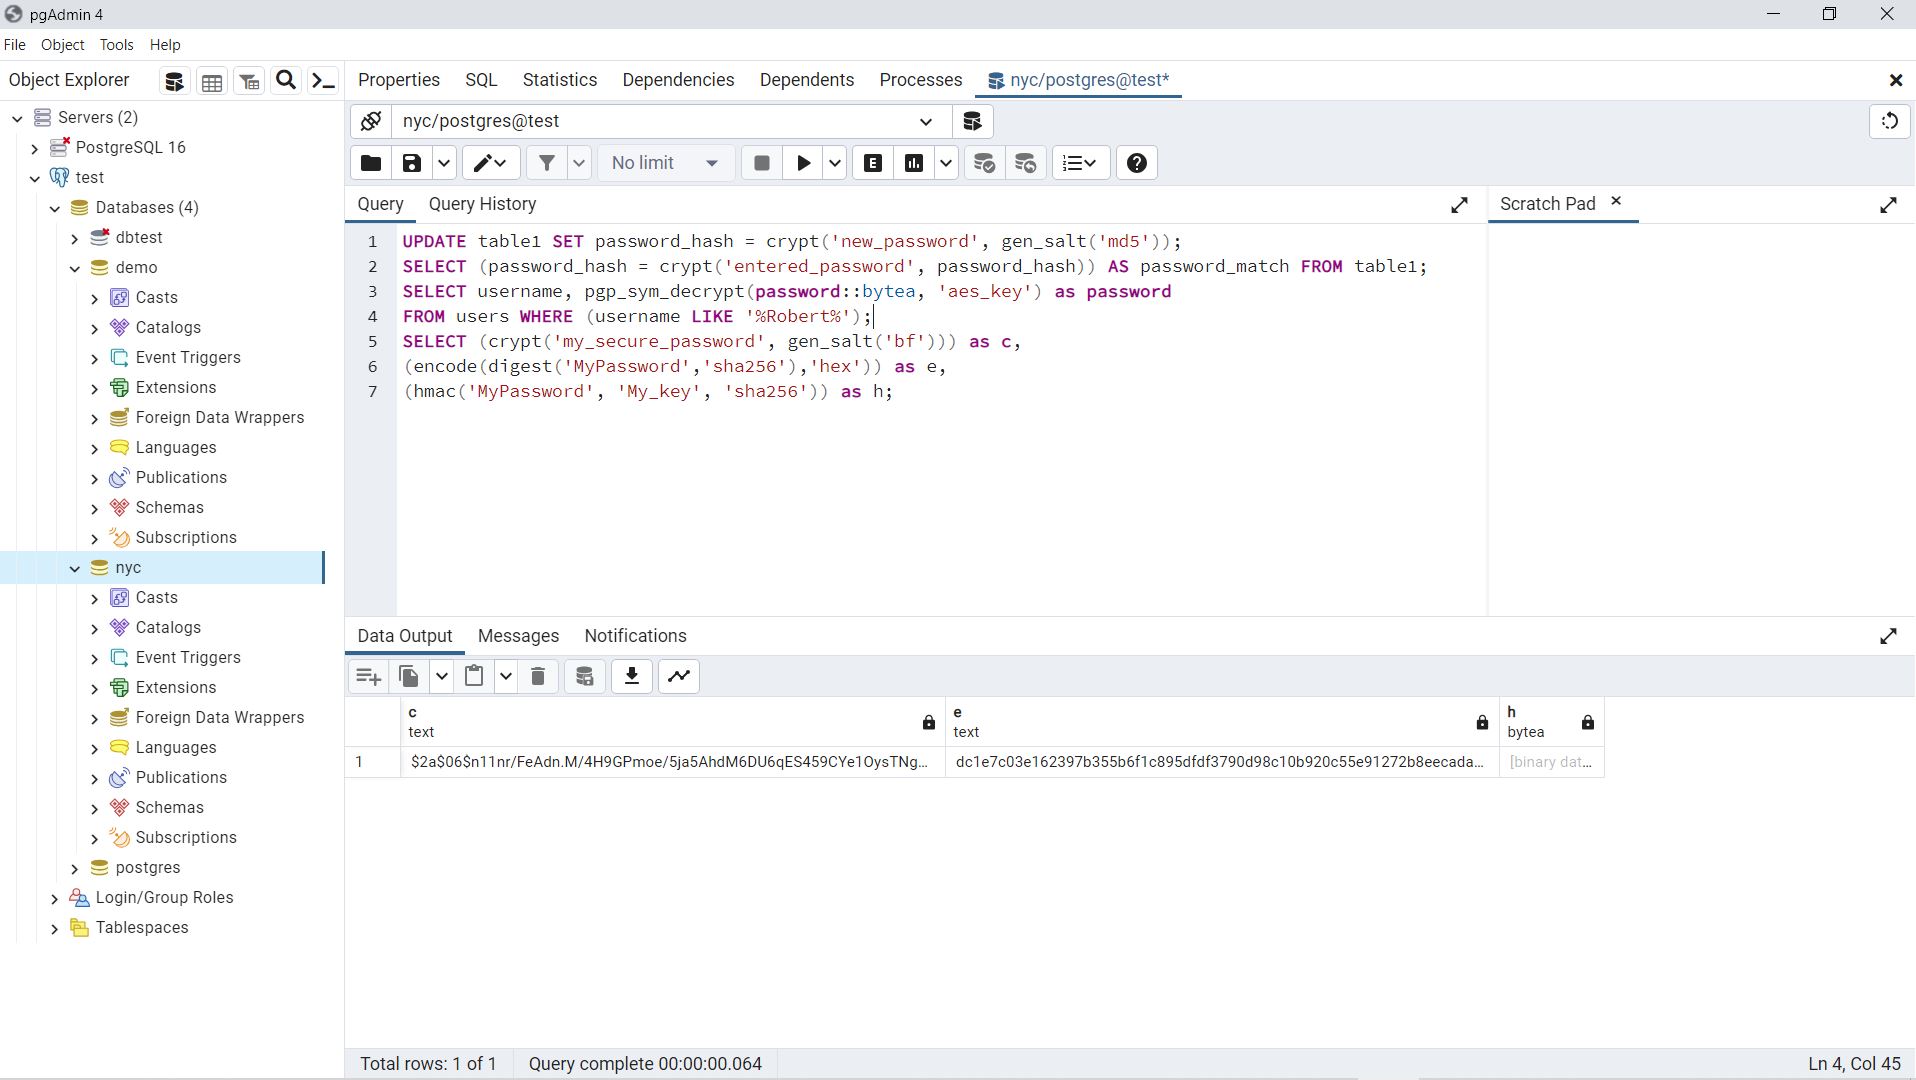 pgAdmin 4
File Object Tools Help
Object Explorer
Properties SQL Statistics Dependencies Dependents Processes nyc/postgres@test*
Servers (2)
PostgreSQL 16
test
Databases (4)
dbtest
demo
Casts
Catalogs
Event Triggers
Extensions
Foreign Data Wrappers
Languages
Publications
Schemas
Subscriptions
nyc
Casts
Catalogs
Event Triggers
Extensions
Foreign Data Wrappers
Languages
Publications
Schemas
Subscriptions
postgres
Login/Group Roles
Tablespaces
nyc/postgres@test
No limit
E
Query Query History
Scratch Pad
1 UPDATE table1 SET password_hash = crypt('new_password', gen_salt('md5'));
2 SELECT (password_hash = crypt('entered_password', password_hash)) AS password_match FROM table1;
3 SELECT username, pgp_sym_decrypt(password::bytea, 'aes_key') as password
4 FROM users WHERE (username LIKE '%Robert%');
5 SELECT (crypt('my_secure_password', gen_salt('bf'))) as c,
6 (encode(digest('MyPassword','sha256'),'hex')) as e,
7 (hmac('MyPassword', 'My_key', 'sha256')) as h;
Data Output Messages Notifications
c
text
e
text
h
bytea
1 $2a$06$n11nr/FeAdn.M/4H9GPmoe/5ja5AhdM6DU6qES459CYe1OysTNg... dc1e7c03e162397b355b6f1c895dfdf3790d98c10b920c55e91272b8eecada... [binary dat...
Total rows: 1 of 1 Query complete 00:00:00.064 Ln 4, Col 45